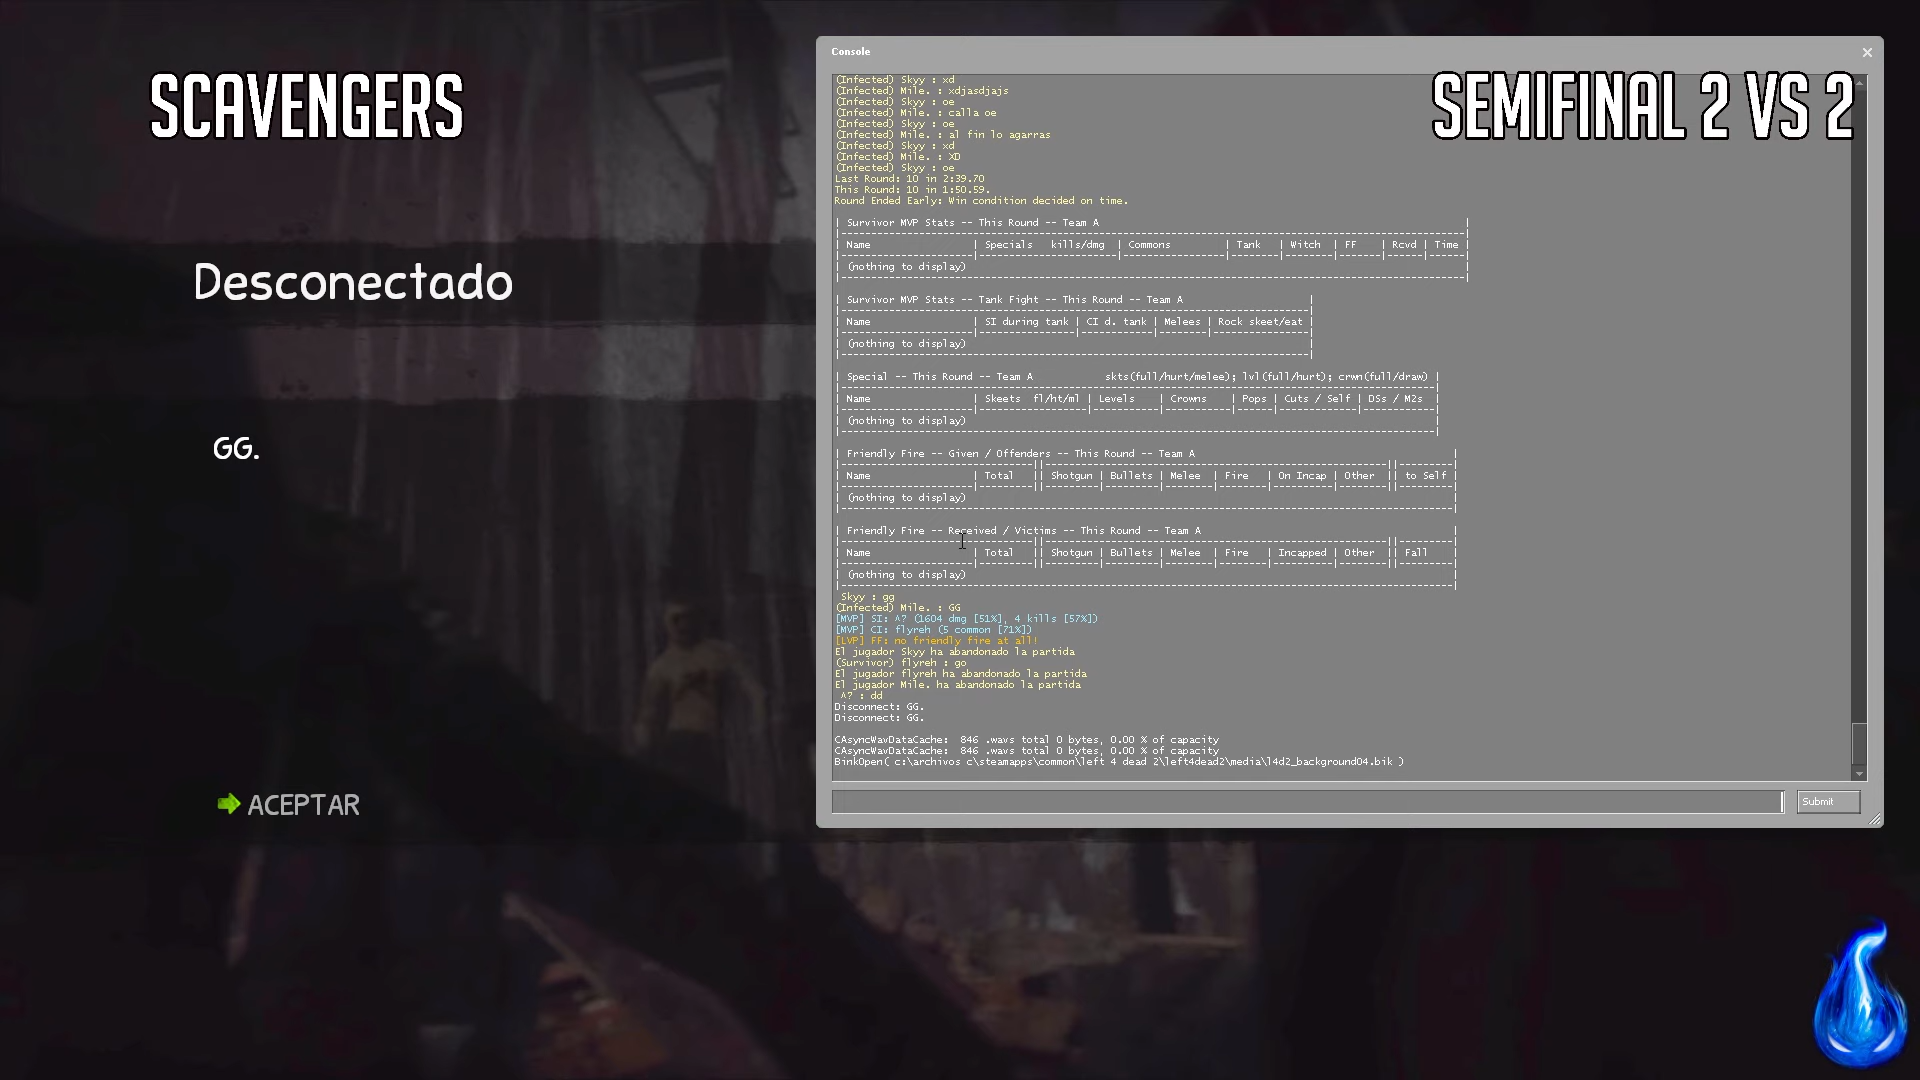 SCAVENGERS
SEMIFINAL 2 VS 2
Desconectado
GG.
ACEPTAR
Console
(Infected) Skyy : xd
(Infected) Mile. : xdjasdjajs
(Infected) Skyy : oe
(Infected) Mile. : calla oe
(Infected) Skyy : oe
(Infected) Mile. : al fin lo agarras
(Infected) Skyy : xd
(Infected) Mile. : XD
(Infected) Skyy : oe
Last Round: 10 in 2:39.70
This Round: 10 in 1:50.59.
Round Ended Early: Win condition decided on time.
| Survivor MVP Stats -- This Round -- Team A |
| Name | Specials kills/dmg | Commons | Tank | Witch | FF | Rcvd | Time |
| (nothing to display) |
| Survivor MVP Stats -- Tank Fight -- This Round -- Team A |
| Name | SI during tank | CI d. tank | Melees | Rock skeet/eat |
| (nothing to display) |
| Special -- This Round -- Team A skts(full/hurt/melee); lvl(full/hurt); crwn(full/draw) |
| Name | Skeets fl/ht/ml | Levels | Crowns | Pops | Cuts / Self | DSs / M2s |
| (nothing to display) |
| Friendly Fire -- Given / Offenders -- This Round -- Team A |
| Name | Total || Shotgun | Bullets | Melee | Fire | On Incap | Other || to Self |
| (nothing to display) |
| Friendly Fire -- Received / Victims -- This Round -- Team A |
| Name | Total || Shotgun | Bullets | Melee | Fire | Incapped | Other || Fall |
| (nothing to display) |
Skyy : gg
(Infected) Mile. : GG
[MVP] SI: ^? (1604 dmg [51%], 4 kills [57%])
[MVP] CI: flyreh (5 common [71%])
[LVP] FF: no friendly fire at all!
El jugador Skyy ha abandonado la partida
(Survivor) flyreh : go
El jugador flyreh ha abandonado la partida
El jugador Mile. ha abandonado la partida
^? : dd
Disconnect: GG.
Disconnect: GG.
CAsyncWavDataCache: 846 .wavs total 0 bytes, 0.00 % of capacity
CAsyncWavDataCache: 846 .wavs total 0 bytes, 0.00 % of capacity
BinkOpen( c:\archivos c\steamapps\common\left 4 dead 2\left4dead2\media\l4d2_background04.bik )
Submit